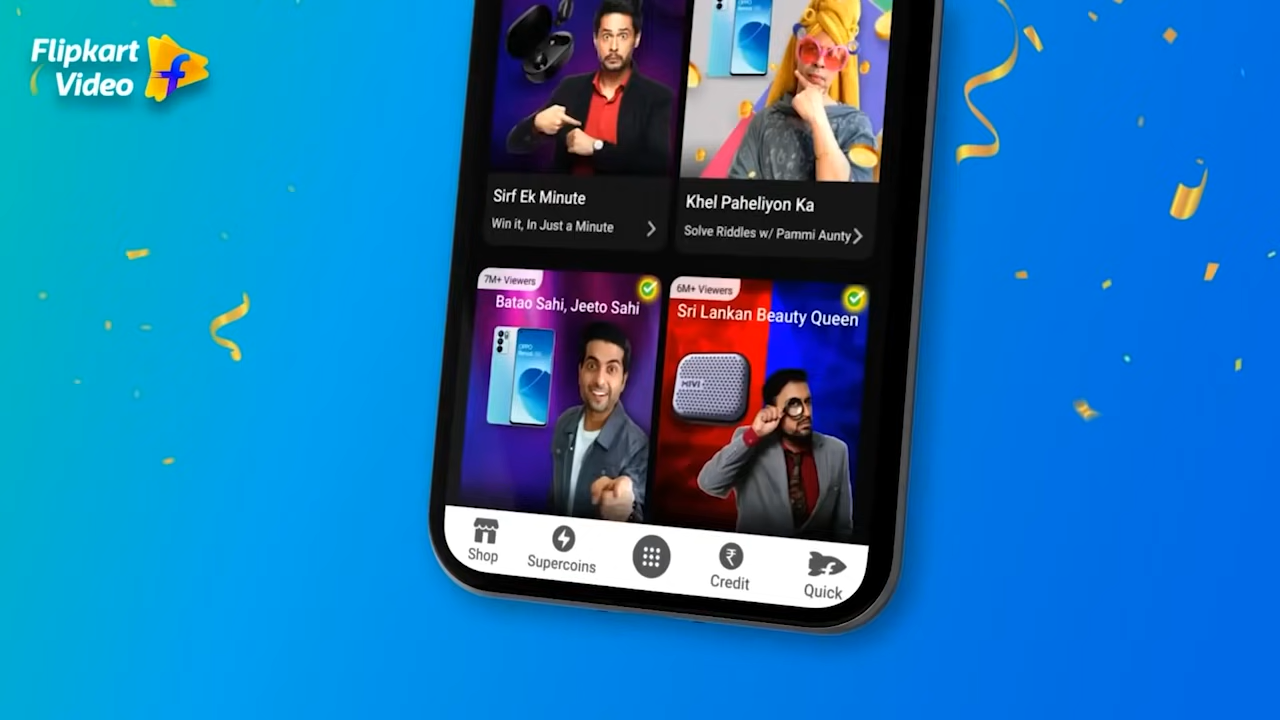 Flipkart
Video
Sirf Ek Minute
Win it, In Just a Minute
Khel Paheliyon Ka
Solve Riddles w/ Pammi Aunty
7M+ Viewers
Batao Sahi, Jeeto Sahi
OPPO
6M+ Viewers
Sri Lankan Beauty Queen
MIVI
Shop
Supercoins
₹
Credit
Quick